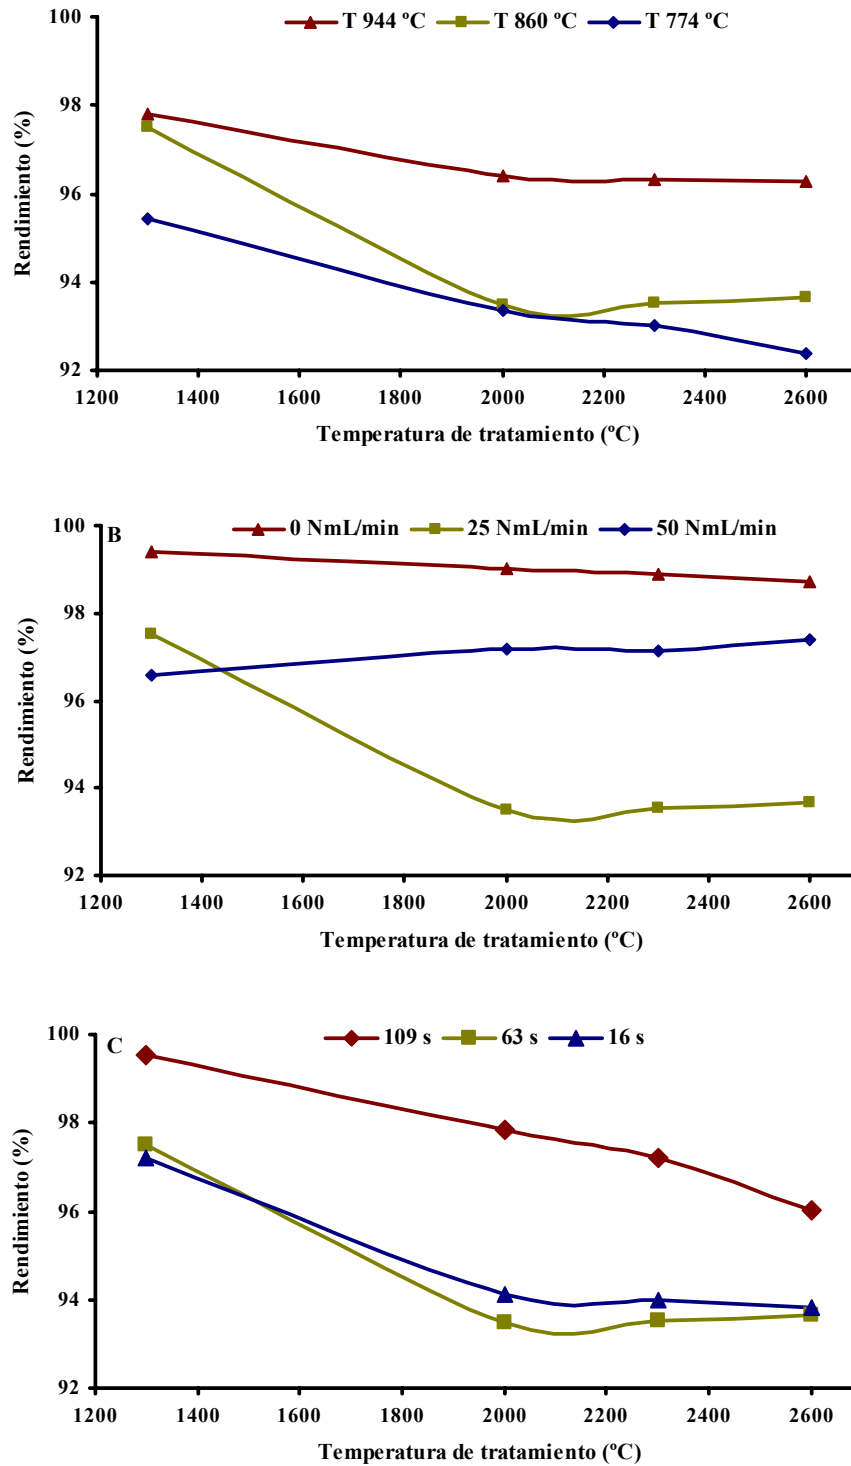 T 944 ºC T 860 ºC T 774 ºC
100
98
96
94
92
Rendimiento (%)
1200 1400 1600 1800 2000 2200 2400 2600
Temperatura de tratamiento (ºC)
B
0 NmL/min 25 NmL/min 50 NmL/min
100
98
96
94
92
Rendimiento (%)
1200 1400 1600 1800 2000 2200 2400 2600
Temperatura de tratamiento (ºC)
C
109 s 63 s 16 s
100
98
96
94
92
Rendimiento (%)
1200 1400 1600 1800 2000 2200 2400 2600
Temperatura de tratamiento (ºC)